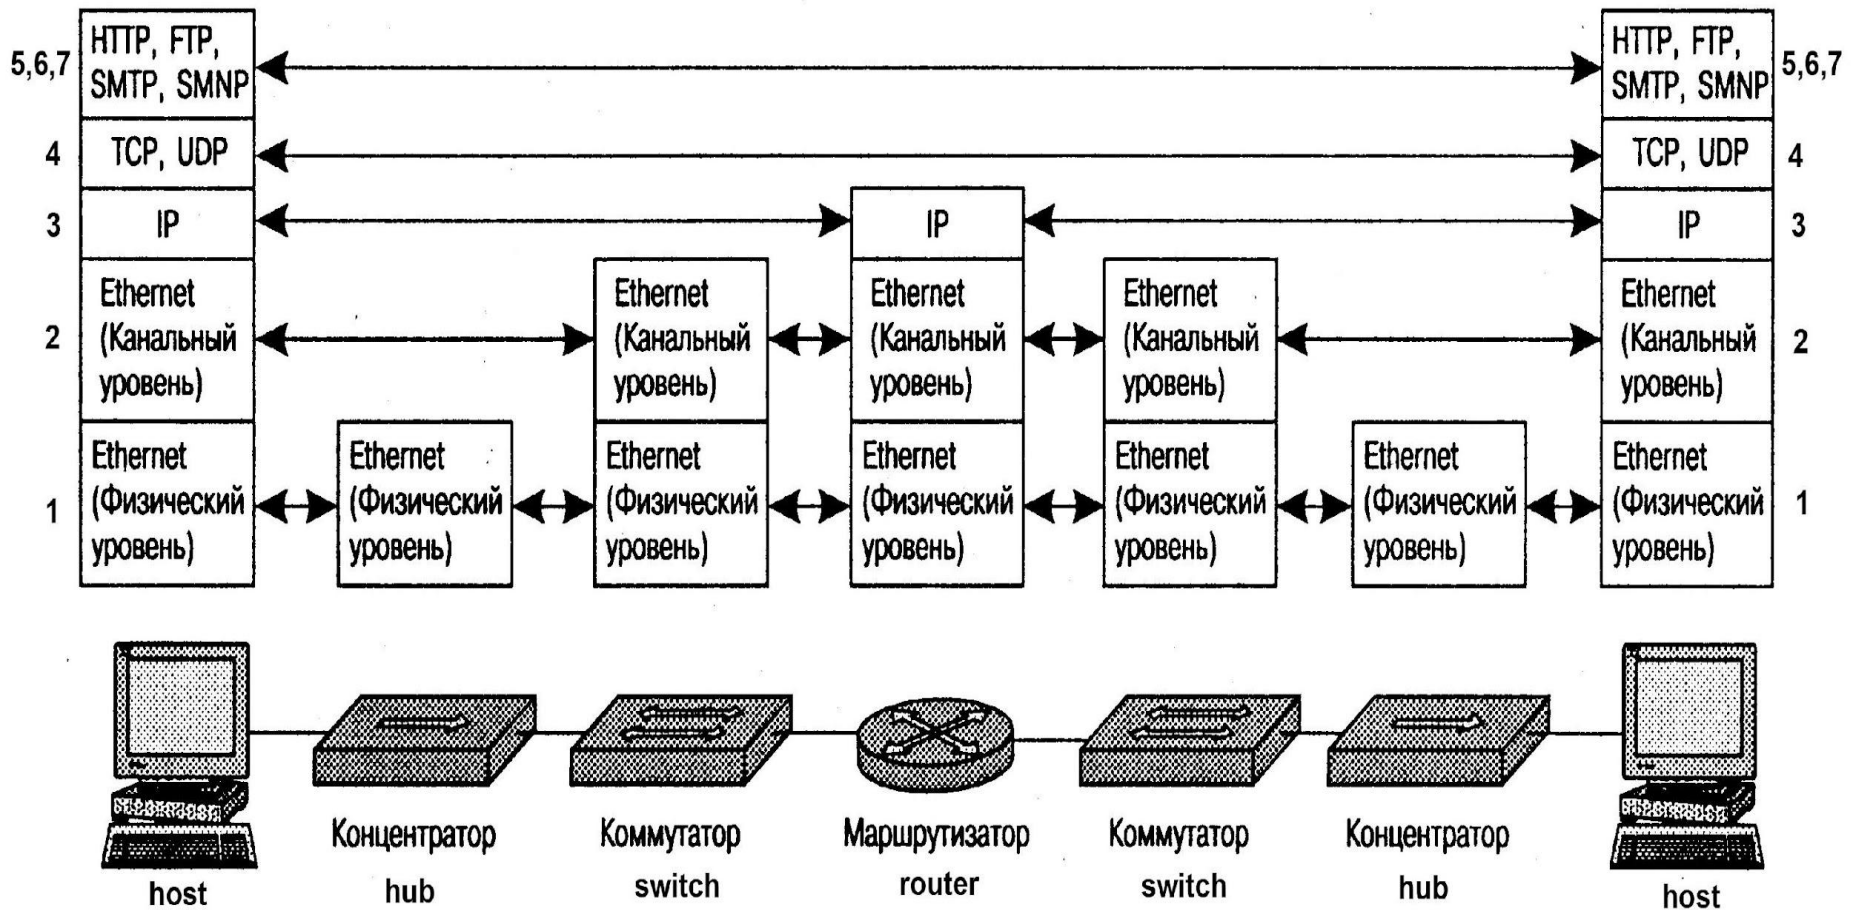 HTTP, FTP,
SMTP, SMNP
5,6,7
HTTP, FTP,
SMTP, SMNP
5,6,7
4
TCP, UDP
TCP, UDP
4
3
IP
IP
IP
3
2
Ethernet
(Канальный
уровень)
Ethernet
(Канальный
уровень)
Ethernet
(Канальный
уровень)
Ethernet
(Канальный
уровень)
Ethernet
(Канальный
уровень)
2
1
Ethernet
(Физический
уровень)
Ethernet
(Физический
уровень)
Ethernet
(Физический
уровень)
Ethernet
(Физический
уровень)
Ethernet
(Физический
уровень)
Ethernet
(Физический
уровень)
Ethernet
(Физический
уровень)
1
host
Концентратор
hub
Коммутатор
switch
Маршрутизатор
router
Коммутатор
switch
Концентратор
hub
host